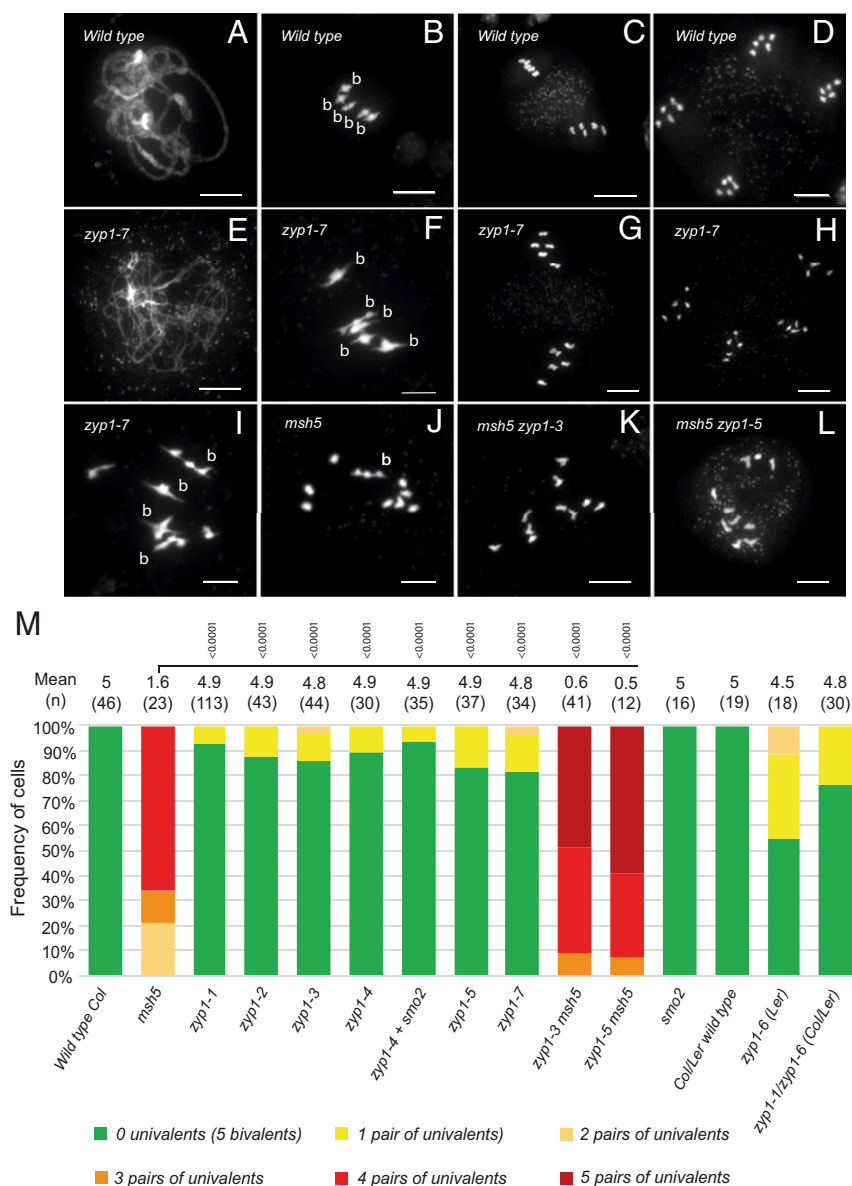 Wild type A
Wild type B
b
b
b b b
Wild type C
Wild type D
zyp1-7 E
zyp1-7 F
b
b
b
b
b
zyp1-7 G
zyp1-7 H
zyp1-7 I
b
b
b
b
msh5 J
b
msh5 zyp1-3 K
msh5 zyp1-5 L
M
<0.0001 <0.0001 <0.0001 <0.0001 <0.0001 <0.0001 <0.0001 <0.0001 <0.0001
Mean 5 1.6 4.9 4.9 4.8 4.9 4.9 4.9 4.8 0.6 0.5 5 5 4.5 4.8
(n) (46) (23) (113) (43) (44) (30) (35) (37) (34) (41) (12) (16) (19) (18) (30)
Frequency of cells
100%
90%
80%
70%
60%
50%
40%
30%
20%
10%
0%
Wild type Col
msh5
zyp1-1
zyp1-2
zyp1-3
zyp1-4
zyp1-4 + smo2
zyp1-5
zyp1-7
zyp1-3 msh5
zyp1-5 msh5
smo2
Col/Ler wild type
zyp1-6 (Ler)
zyp1-1/zyp1-6 (Col/Ler)
0 univalents (5 bivalents) 1 pair of univalents) 2 pairs of univalents
3 pairs of univalents 4 pairs of univalents 5 pairs of univalents